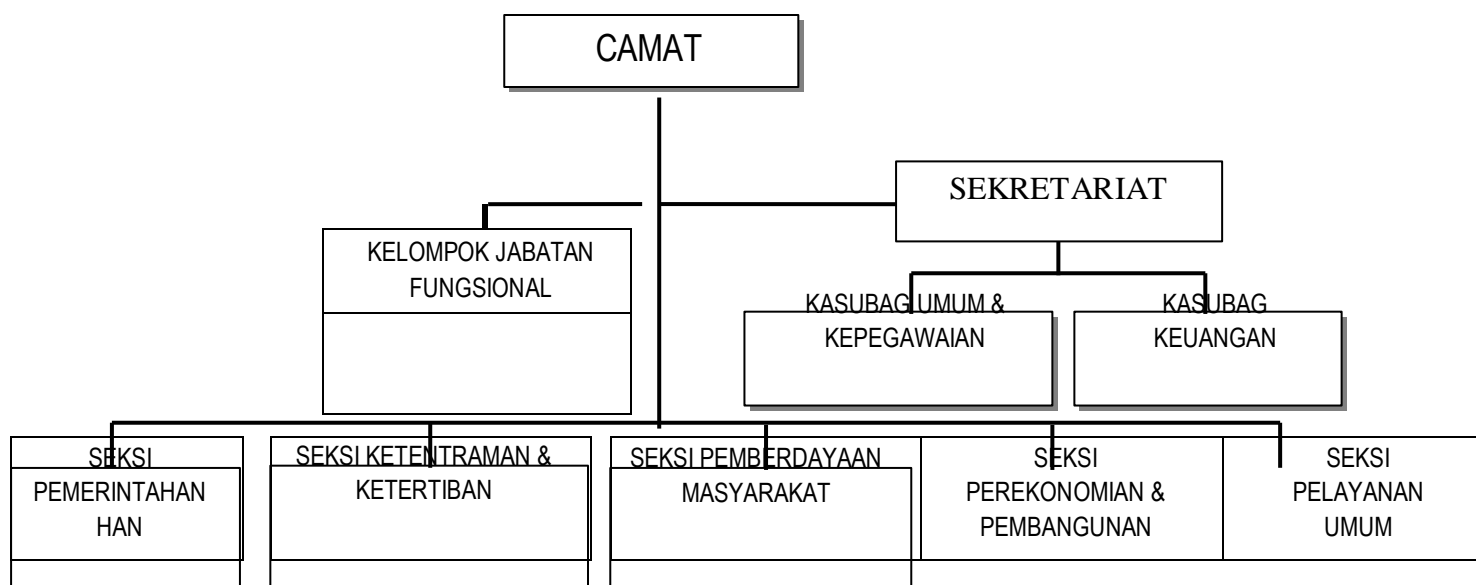 CAMAT
SEKRETARIAT
KELOMPOK JABATAN
FUNGSIONAL
KASUBAG UMUM &
KEPEGAWAIAN
KASUBAG
KEUANGAN
SEKSI
PEMERINTAHAN
HAN
SEKSI KETENTRAMAN &
KETERTIBAN
SEKSI PEMBERDAYAAN
MASYARAKAT
SEKSI
PEREKONOMIAN &
PEMBANGUNAN
SEKSI
PELAYANAN
UMUM